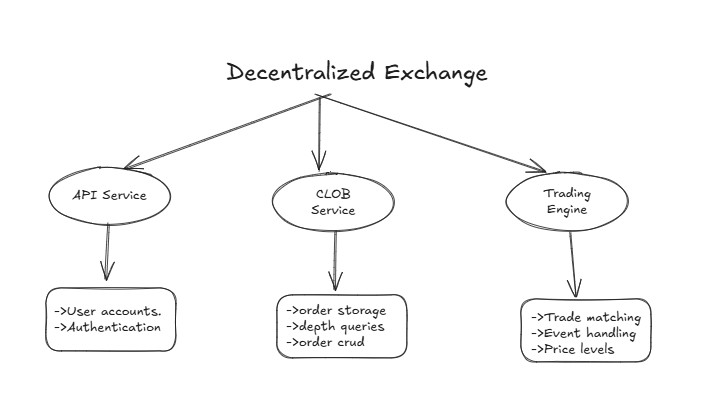 Decentralized Exchange
API Service
CLOB
Service
Trading
Engine
->User accounts.
->Authentication
->order storage
->depth queries
->order crud
->Trade matching
->Event handling
->Price levels